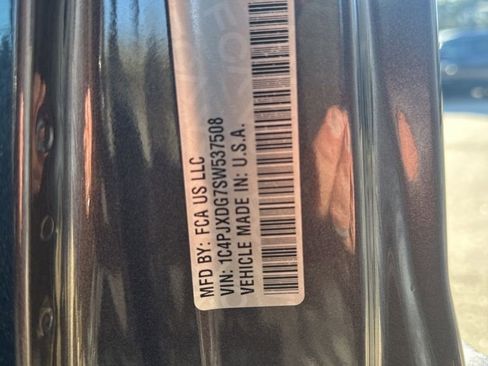 MFD BY: FCA US LLC
VIN: 1C4PJXDG7SW537508
VEHICLE MADE IN: U.S.A.